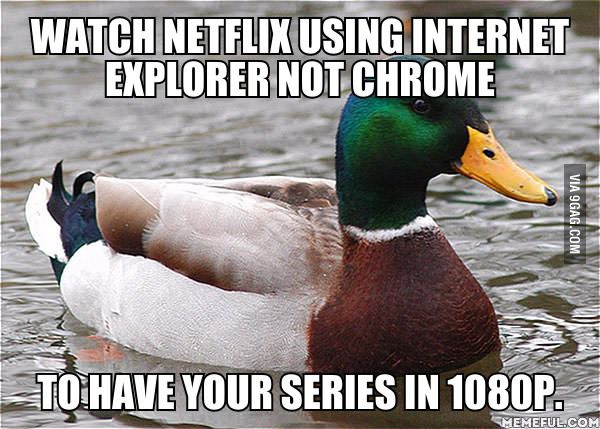 WATCH NETFLIX USING INTERNET
EXPLORER NOT CHROME
VIA 9GAG.COM
TO HAVE YOUR SERIES IN 1080P.
MEMEFUL.COM